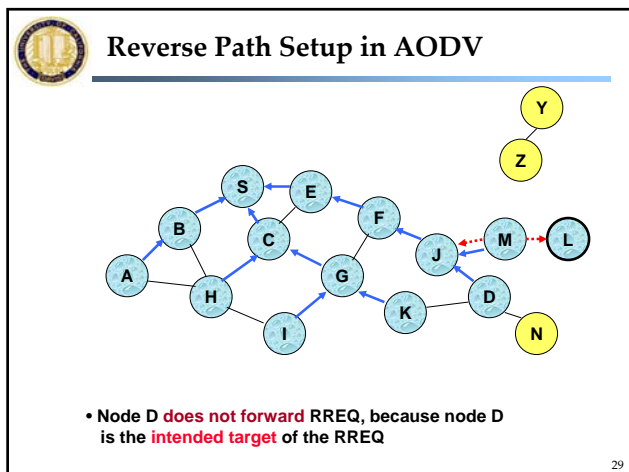 Reverse Path Setup in AODV
Y
Z
S
E
F
B
C
M
L
J
A
G
H
D
K
I
N
• Node D does not forward RREQ, because node D
is the intended target of the RREQ
29